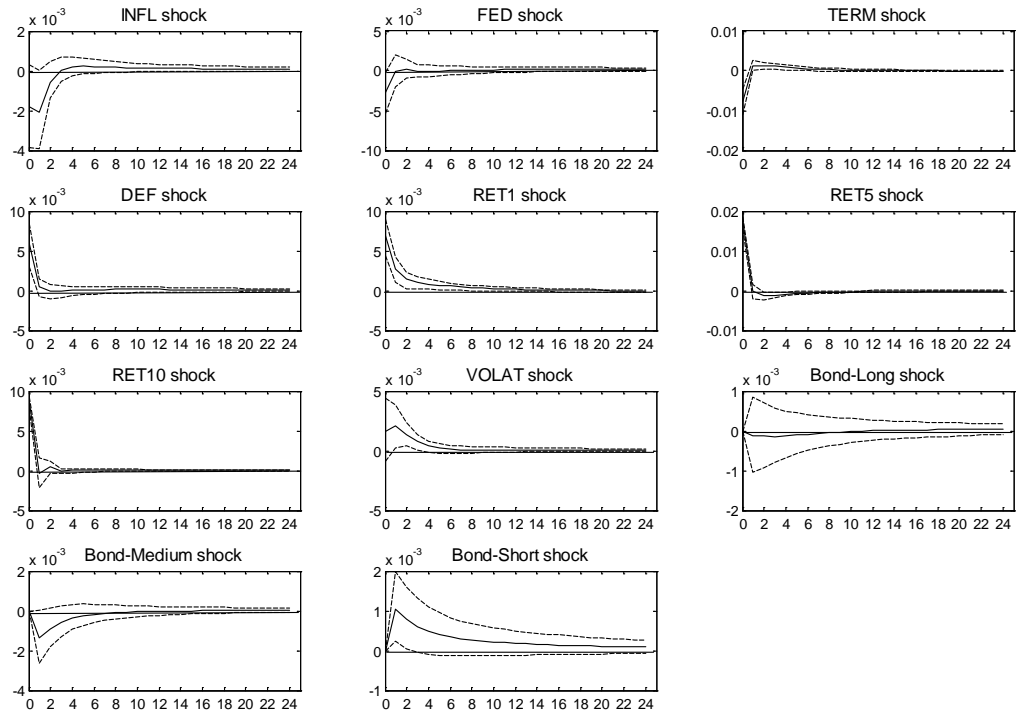 INFL shock
x 10^-3
2
0
-2
-4
0 2 4 6 8 10 12 14 16 18 20 22 24
FED shock
x 10^-3
5
0
-5
-10
0 2 4 6 8 10 12 14 16 18 20 22 24
TERM shock
0.01
0
-0.01
-0.02
0 2 4 6 8 10 12 14 16 18 20 22 24
DEF shock
x 10^-3
10
5
0
-5
0 2 4 6 8 10 12 14 16 18 20 22 24
RET1 shock
x 10^-3
10
5
0
-5
0 2 4 6 8 10 12 14 16 18 20 22 24
RET5 shock
0.02
0.01
0
-0.01
0 2 4 6 8 10 12 14 16 18 20 22 24
RET10 shock
x 10^-3
10
5
0
-5
0 2 4 6 8 10 12 14 16 18 20 22 24
VOLAT shock
x 10^-3
5
0
-5
0 2 4 6 8 10 12 14 16 18 20 22 24
Bond-Long shock
x 10^-3
1
0
-1
-2
0 2 4 6 8 10 12 14 16 18 20 22 24
Bond-Medium shock
x 10^-3
2
0
-2
-4
0 2 4 6 8 10 12 14 16 18 20 22 24
Bond-Short shock
x 10^-3
2
1
0
-1
0 2 4 6 8 10 12 14 16 18 20 22 24